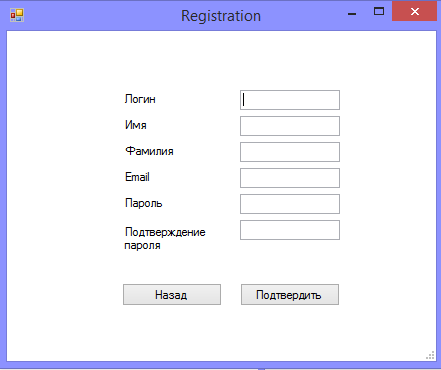 Registration
Логин
Имя
Фамилия
Email
Пароль
Подтверждение
пароля
Назад
Подтвердить